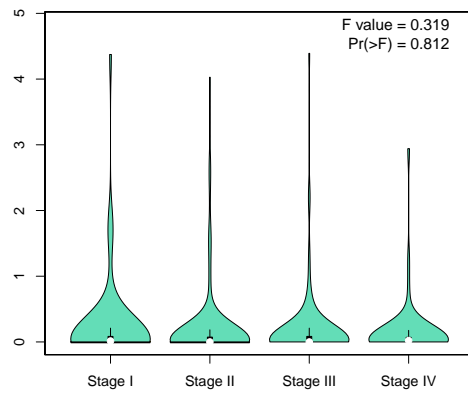 F value = 0.319
Pr(>F) = 0.812
5
4
3
2
1
0
Stage I
Stage II
Stage III
Stage IV